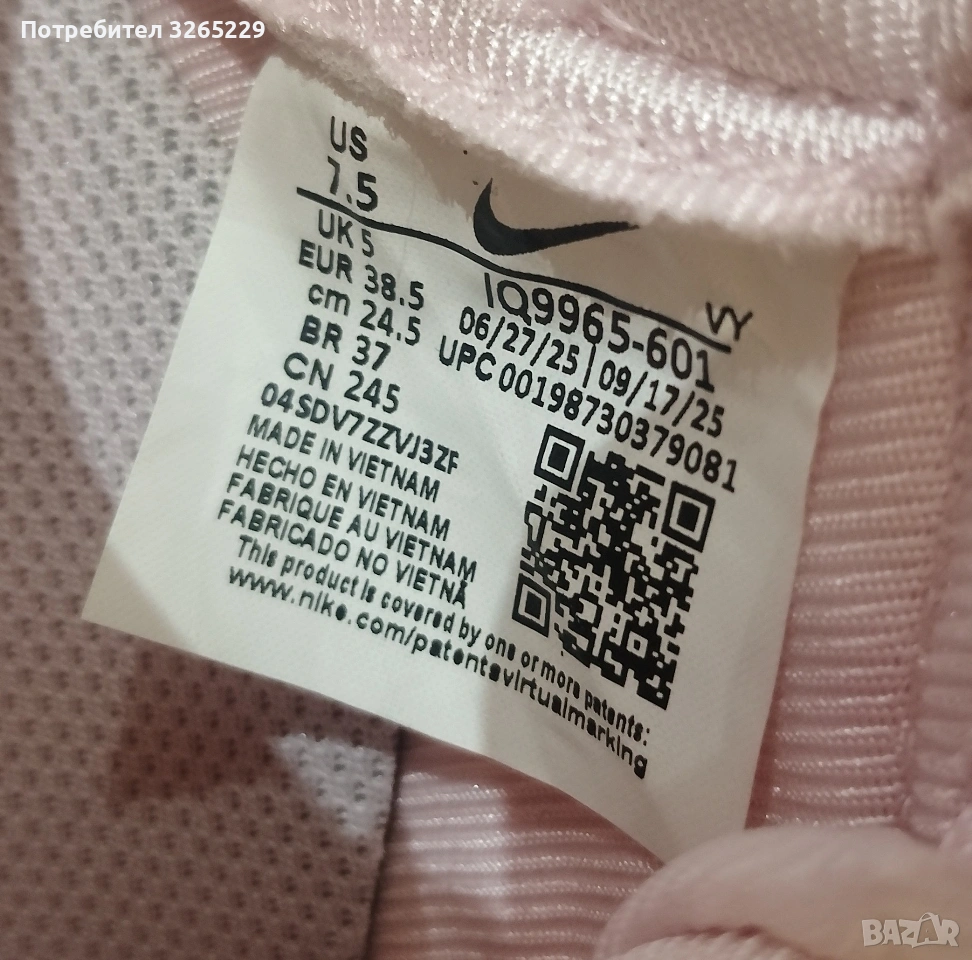 Потребител 3265229
US
7.5
UK 5
EUR 38.5
cm 24.5
BR 37
CN 245
04SDV7ZZVJ3ZF
MADE IN VIETNAM
HECHO EN VIETNAM
FABRIQUE AU VIETNAM
FABRICADO NO VIETNÃ
This product is covered by one or more patents:
www.nike.com/patentsvirtualmarking
VY
IQ9965-601
06/27/25 | 09/17/25
UPC 00198730379081
BAZAR